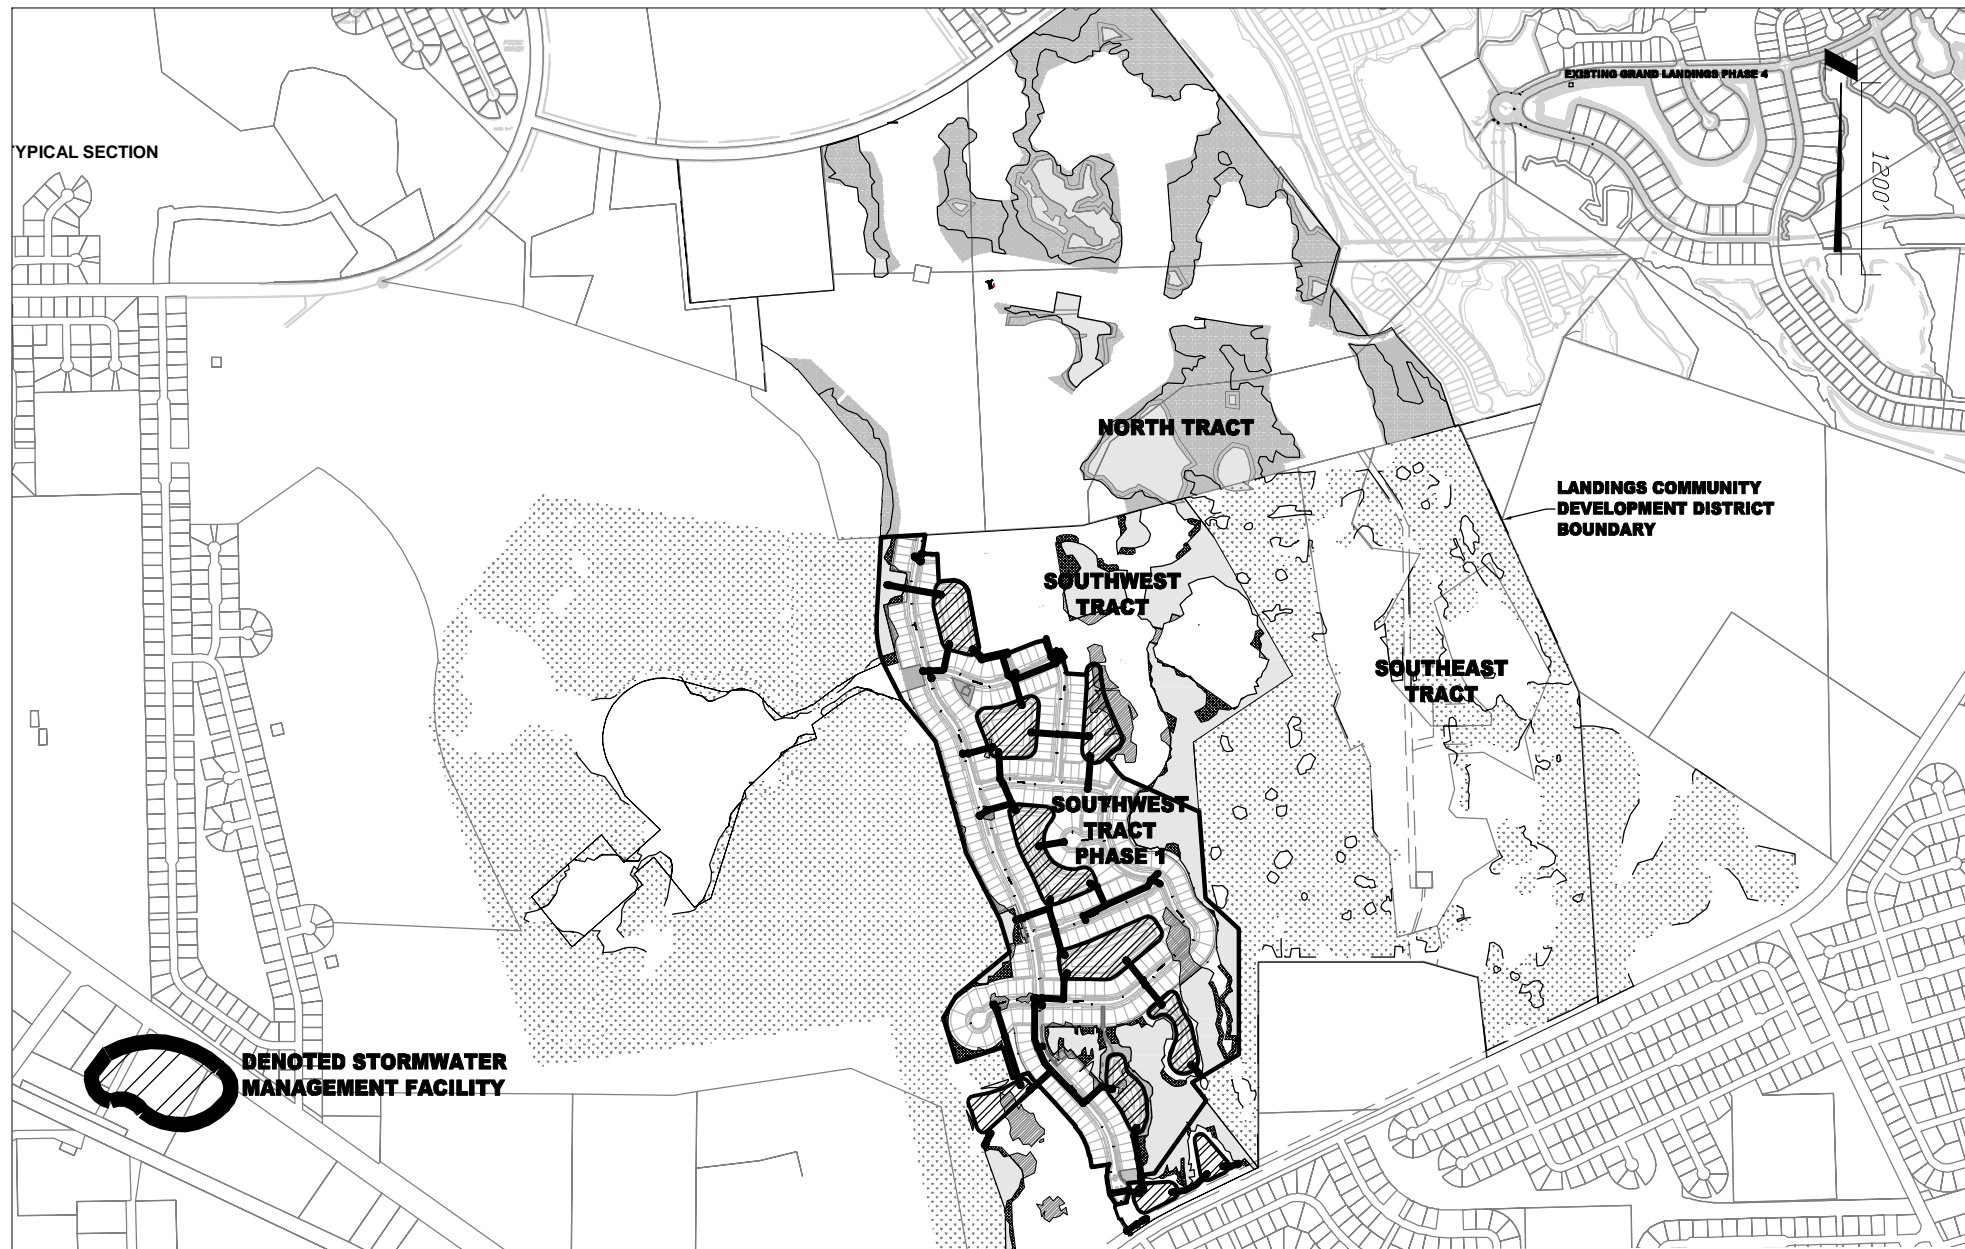 EXISTING GRAND LANDINGS PHASE 4
YPICAL SECTION
1200'
NORTH TRACT
LANDINGS COMMUNITY
DEVELOPMENT DISTRICT
BOUNDARY
SOUTHWEST
TRACT
SOUTHEAST
TRACT
SOUTHWEST
TRACT
PHASE 1
DENOTED STORMWATER
MANAGEMENT FACILITY